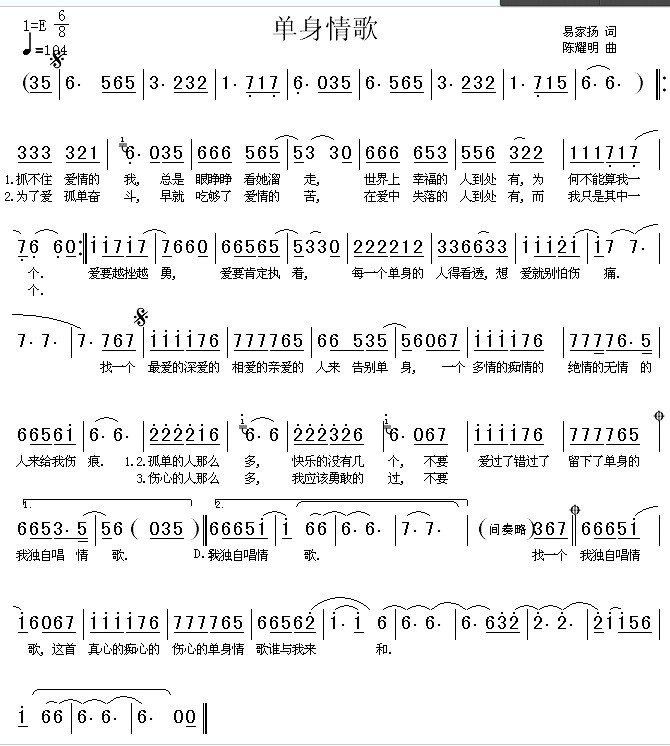 单身情歌
1=E 6/8
♩=104
易家扬 词
陈耀明 曲
(35 | 6· 565 | 3· 232 | 1· 717 | 6· 035 | 6· 565 | 3· 232 | 1· 715 | 6· 6· ) ‖:
333 321 | 6· 035 | 666 565 | 53 30 | 666 653 | 556 322 | 111717 |
1.抓不住 爱情的 我, 总是 眼睁睁 看她溜 走, 世界上 幸福的 人到处 有, 为 何不能算我一
2.为了爱 孤单奋 斗, 早就 吃够了 爱情的 苦, 在爱中 失落的 人到处 有, 而 我只是其中一
76 60 :‖ ii7i7 | 7660 | 66565 | 5330 | 222212 | 336633 | iii2i | i7 7· |
个. 爱要越挫越 勇, 爱要肯定执 着, 每一个 单身的 人得看透, 想 爱就别怕伤 痛.
个.
7· 7· | 7· 767 | iiii76 | 777765 | 66 535 | 56067 | iiii76 | 77776· 5 |
找一个 最爱的深爱的 相爱的亲爱的 人来 告别单 身, 一个 多情的痴情的 绝情的无情 的
6656i | 6· 6· | 2222i6 | 6· 6 | 222326 | 6· 067 | iiii76 | 777765 |
人来给我伤 痕. 1.2.孤单的人那么 多, 快乐的没有几 个, 不要 爱过了错过了 留下了单身的
3.伤心的人那么 多, 我应该勇敢的 过, 不要
1. 2.
6653· 5 | 56 ( 035 ) ‖ 6665i | i 66 | 6· 6· | 7· 7· | (间奏略) 367 ‖ 6665i |
我独自唱 情 歌. D.S. 我独自唱情 歌. 找一个 我独自唱情
i6067 | iiii76 | 777765 | 66562 | i· i 6 | 6· 6· | 6· 632 | 2· 2· | 2ii56 |
歌, 这首 真心的痴心的 伤心的单身情 歌谁与我来 和.
i 66 | 6· 6· | 6· 00 ‖